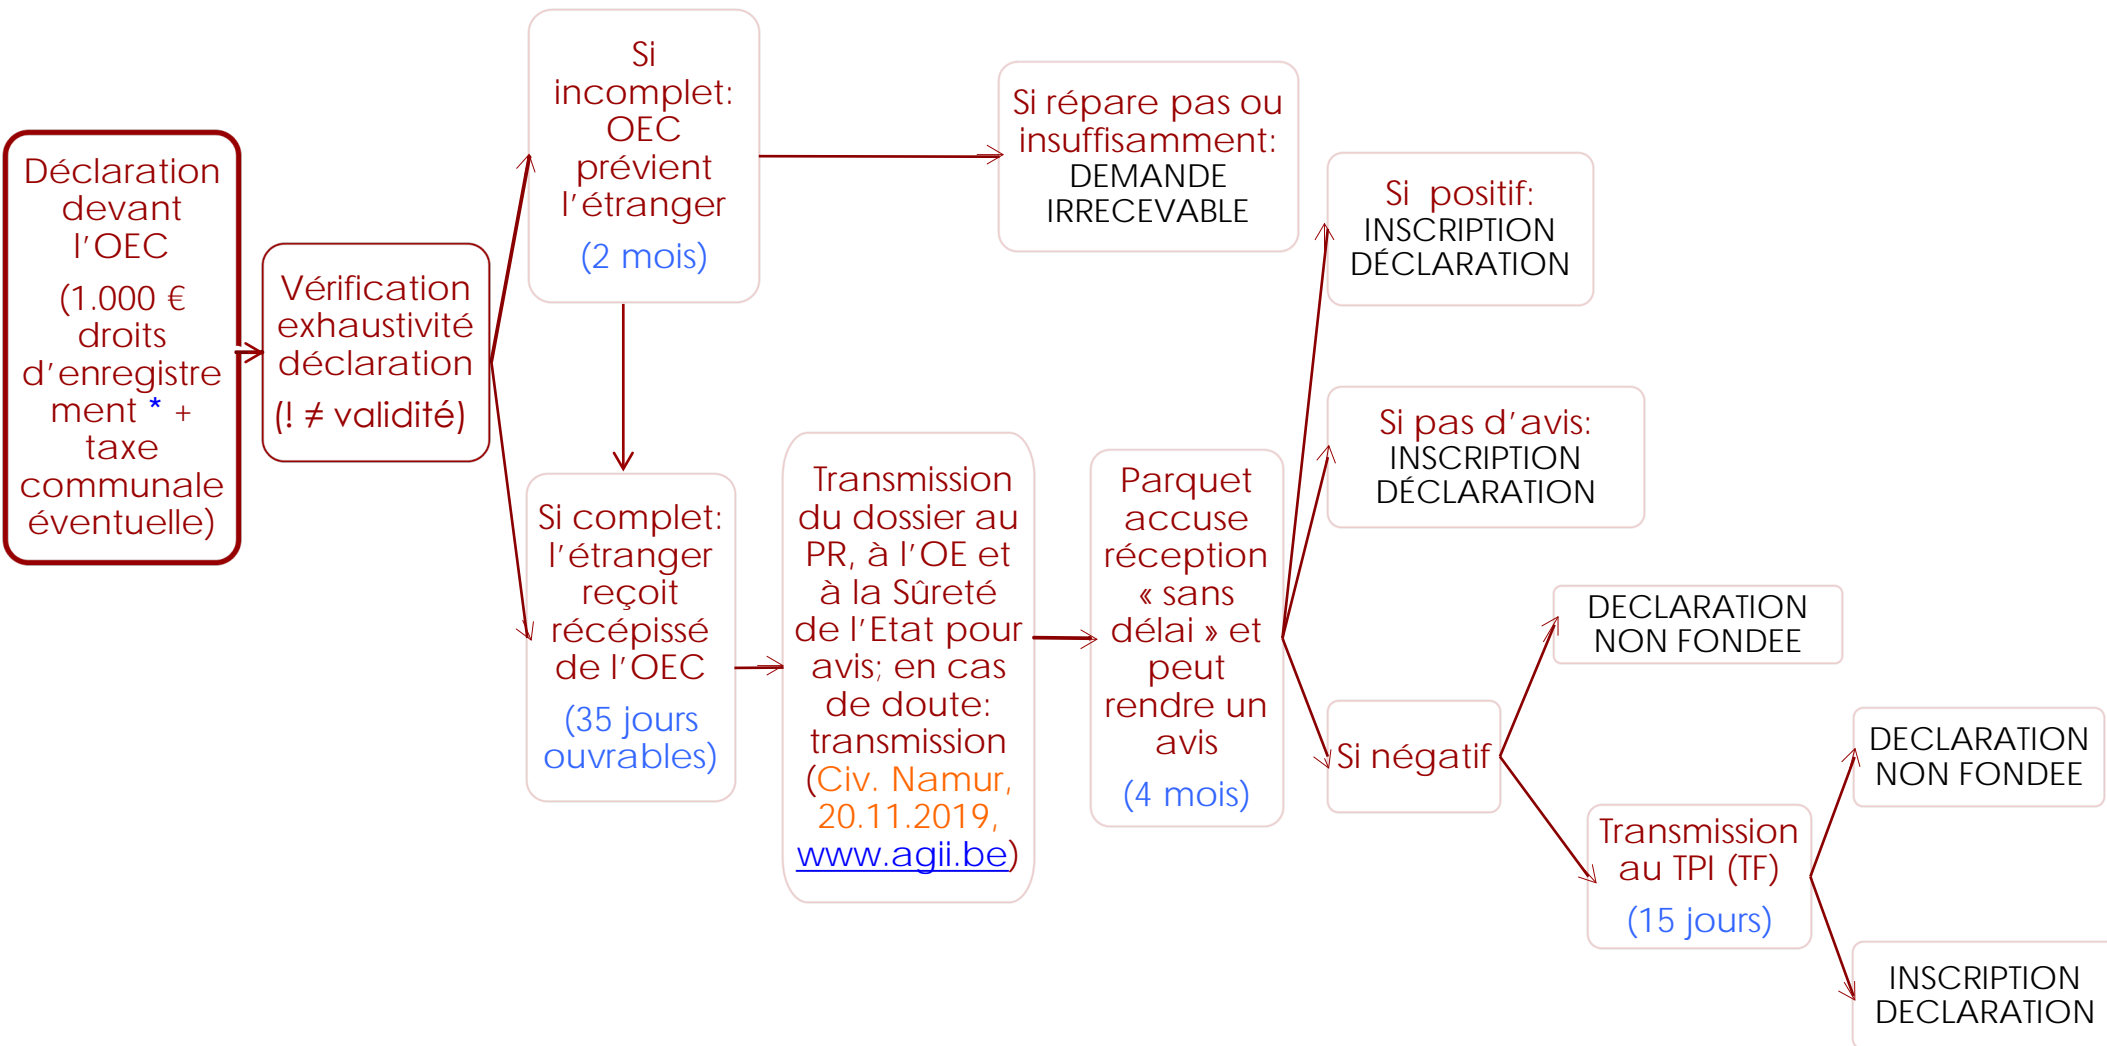 Déclaration
devant
l'OEC
(1.000 €
droits
d'enregistre
ment * +
taxe
communale
éventuelle)
Vérification
exhaustivité
déclaration
(! ≠ validité)
Si
incomplet:
OEC
prévient
l'étranger
(2 mois)
Si répare pas ou
insuffisamment:
DEMANDE
IRRECEVABLE
Si complet:
l'étranger
reçoit
récépissé
de l'OEC
(35 jours
ouvrables)
Transmission
du dossier au
PR, à l'OE et
à la Sûreté
de l'Etat pour
avis; en cas
de doute:
transmission
(Civ. Namur,
20.11.2019,
www.agii.be)
Parquet
accuse
réception
« sans
délai » et
peut
rendre un
avis
(4 mois)
Si positif:
INSCRIPTION
DÉCLARATION
Si pas d'avis:
INSCRIPTION
DÉCLARATION
Si négatif
DECLARATION
NON FONDEE
Transmission
au TPI (TF)
(15 jours)
DECLARATION
NON FONDEE
INSCRIPTION
DECLARATION